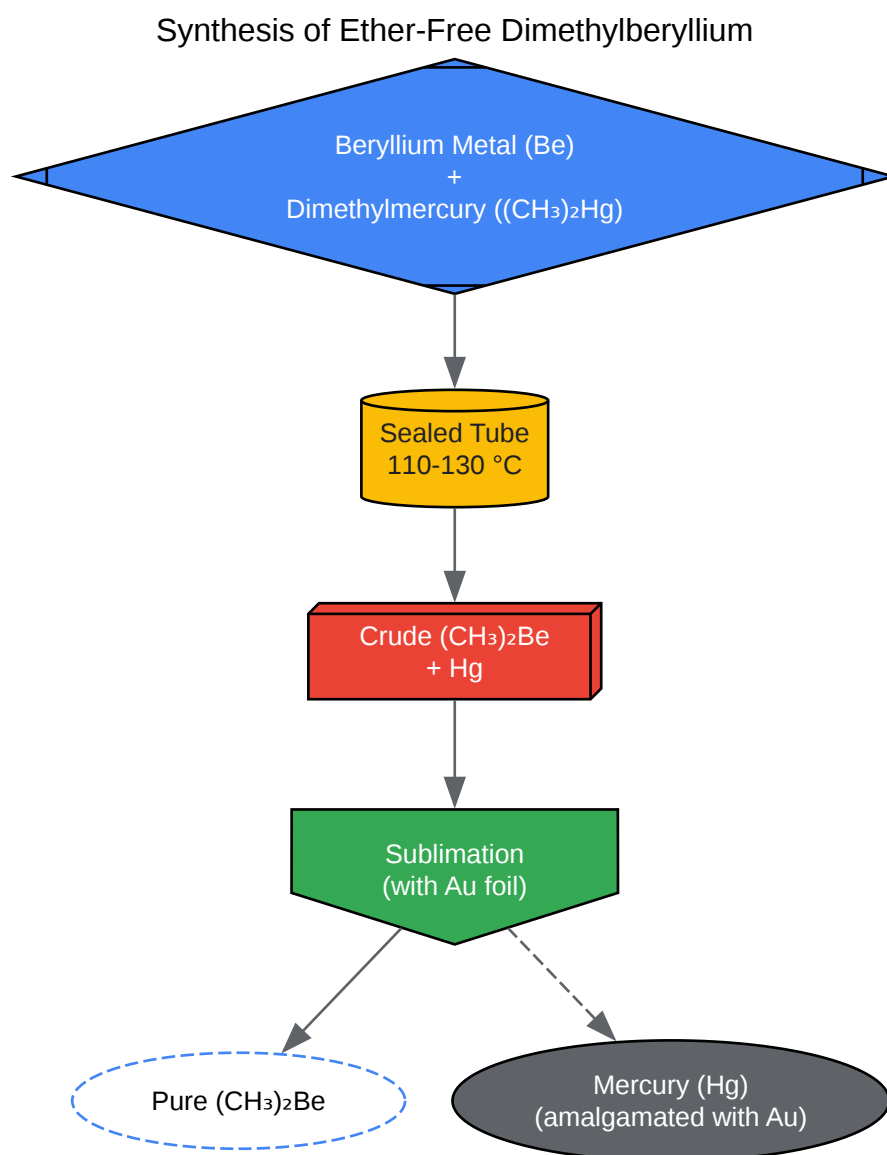 Synthesis of Ether-Free Dimethylberyllium
Beryllium Metal (Be)
+
Dimethylmercury ((CH₃)₂Hg)
Sealed Tube
110-130 °C
Crude (CH₃)₂Be
+ Hg
Sublimation
(with Au foil)
Pure (CH₃)₂Be
Mercury (Hg)
(amalgamated with Au)